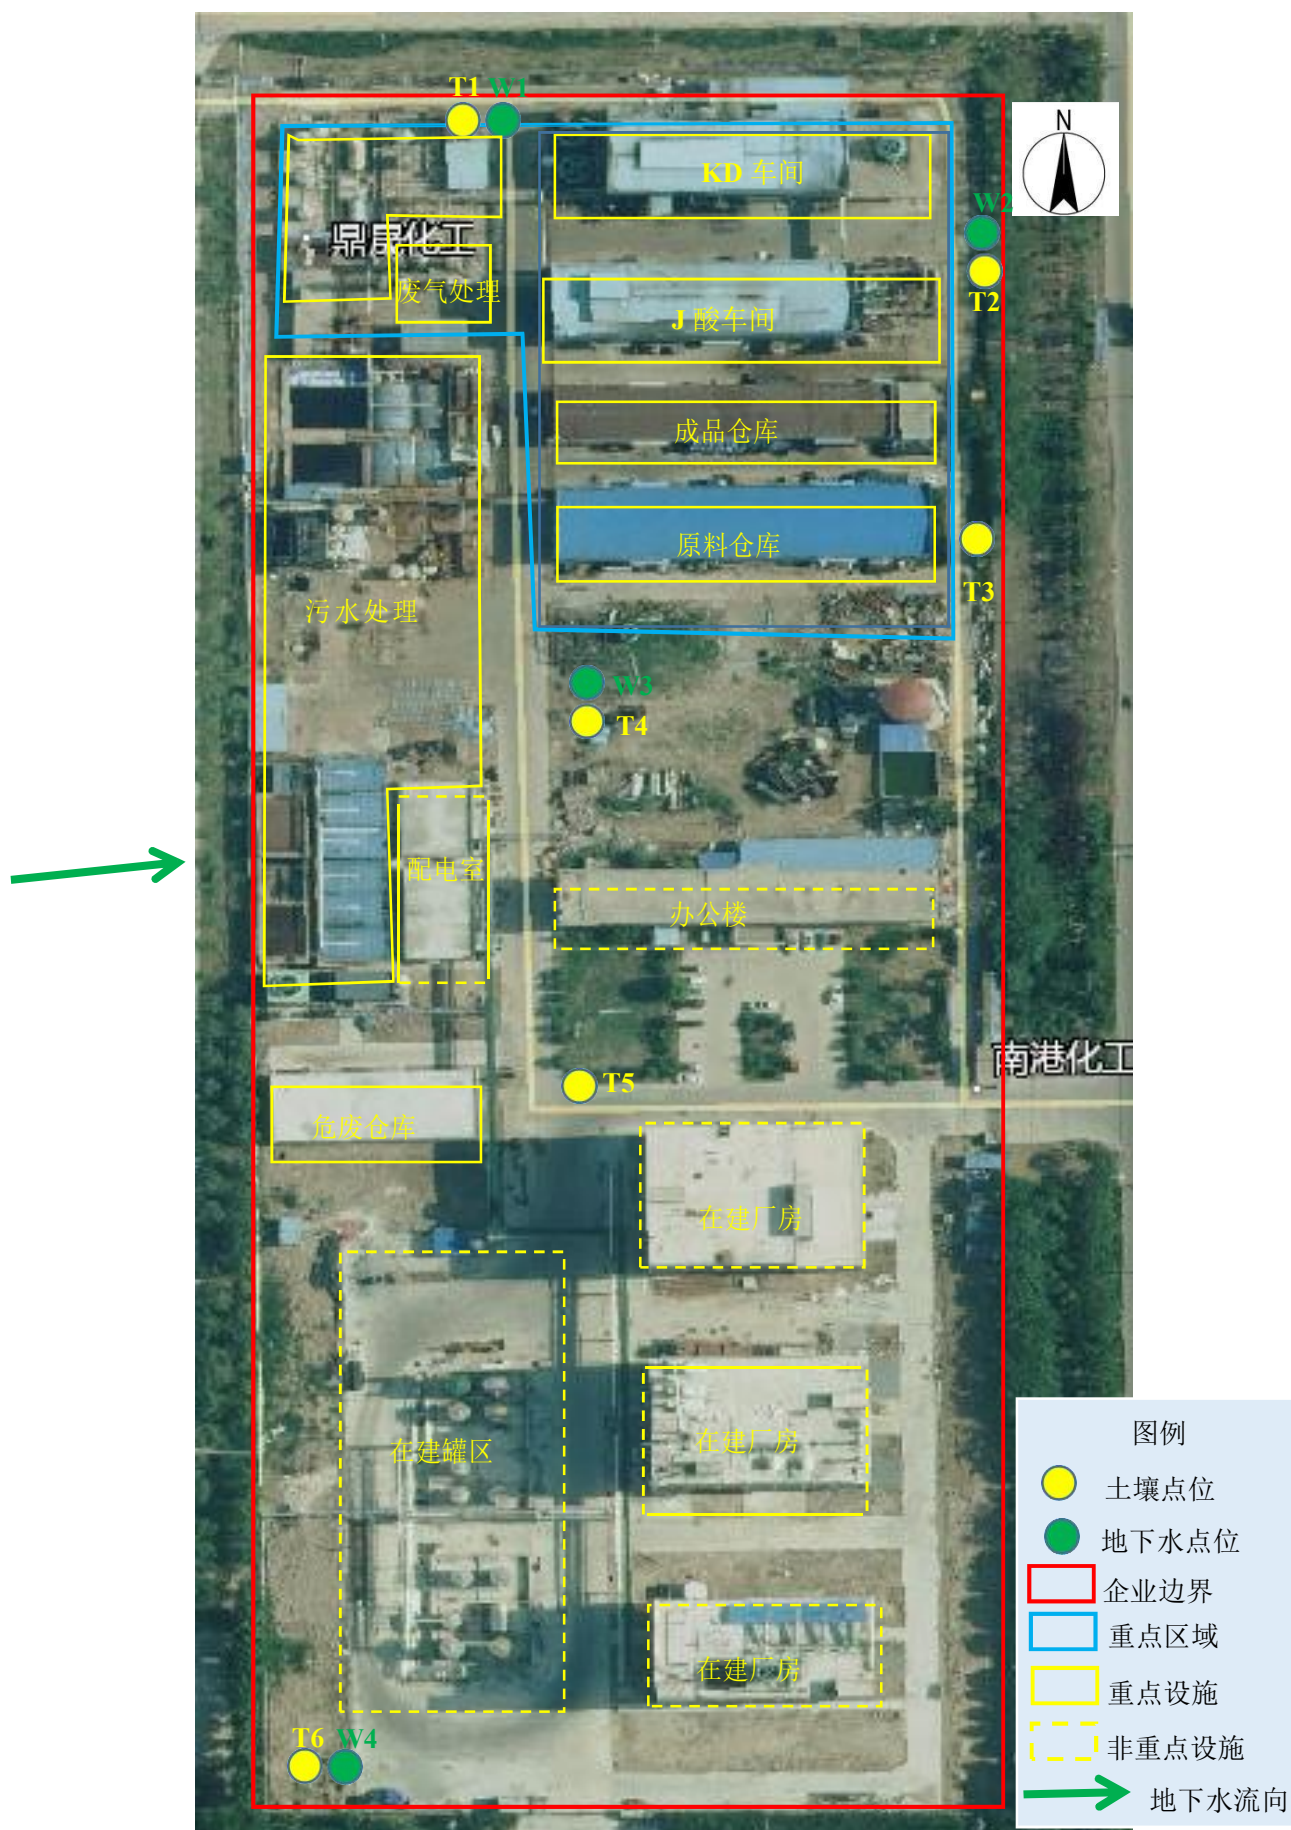 T1 W1
N
KD 车间
W2
鼎晟化工
废气处理
T2
J 酸车间
成品仓库
原料仓库
T3
污水处理
W3
T4
配电室
办公楼
南港化工
T5
危废仓库
在建厂房
在建罐区
在建厂房
在建厂房
T6 W4
图例
土壤点位
地下水点位
企业边界
重点区域
重点设施
非重点设施
地下水流向